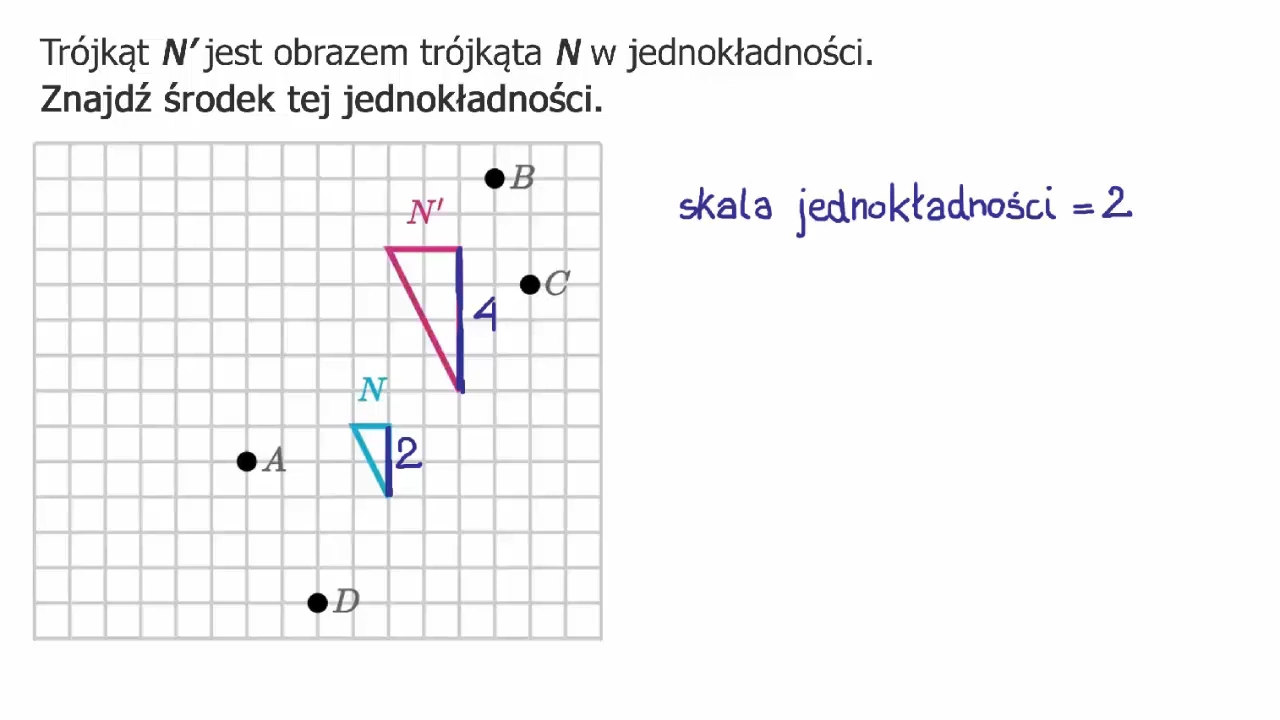 Trójkąt N′ jest obrazem trójkąta N w jednokładności.
Znajdź środek tej jednokładności.
B
skala jednokładności = 2
N′
C
4
N
2
A
D